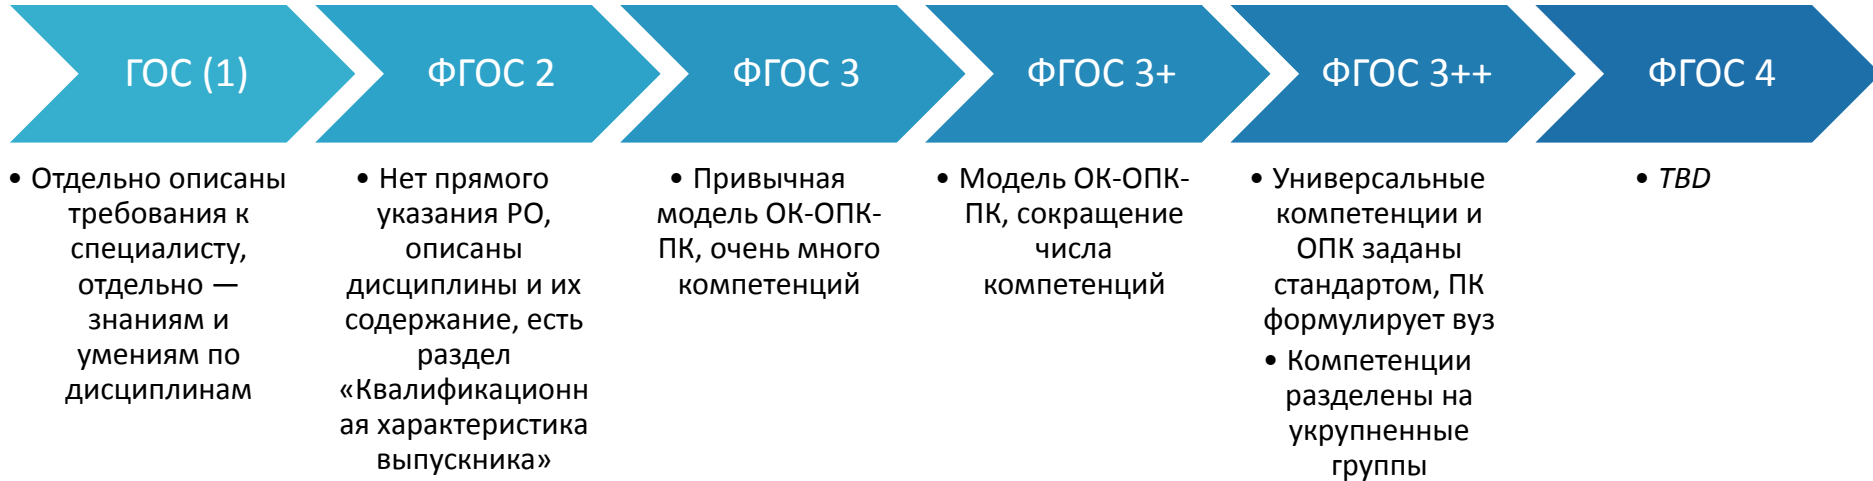 ГОС (1)
ФГОС 2
ФГОС 3
ФГОС 3+
ФГОС 3++
ФГОС 4
• Отдельно описаны
требования к
специалисту,
отдельно —
знаниям и
умениям по
дисциплинам
• Нет прямого
указания РО,
описаны
дисциплины и их
содержание, есть
раздел
«Квалификационн
ая характеристика
выпускника»
• Привычная
модель ОК-ОПК-
ПК, очень много
компетенций
• Модель ОК-ОПК-
ПК, сокращение
числа
компетенций
• Универсальные
компетенции и
ОПК заданы
стандартом, ПК
формулирует вуз
• Компетенции
разделены на
укрупненные
группы
• TBD